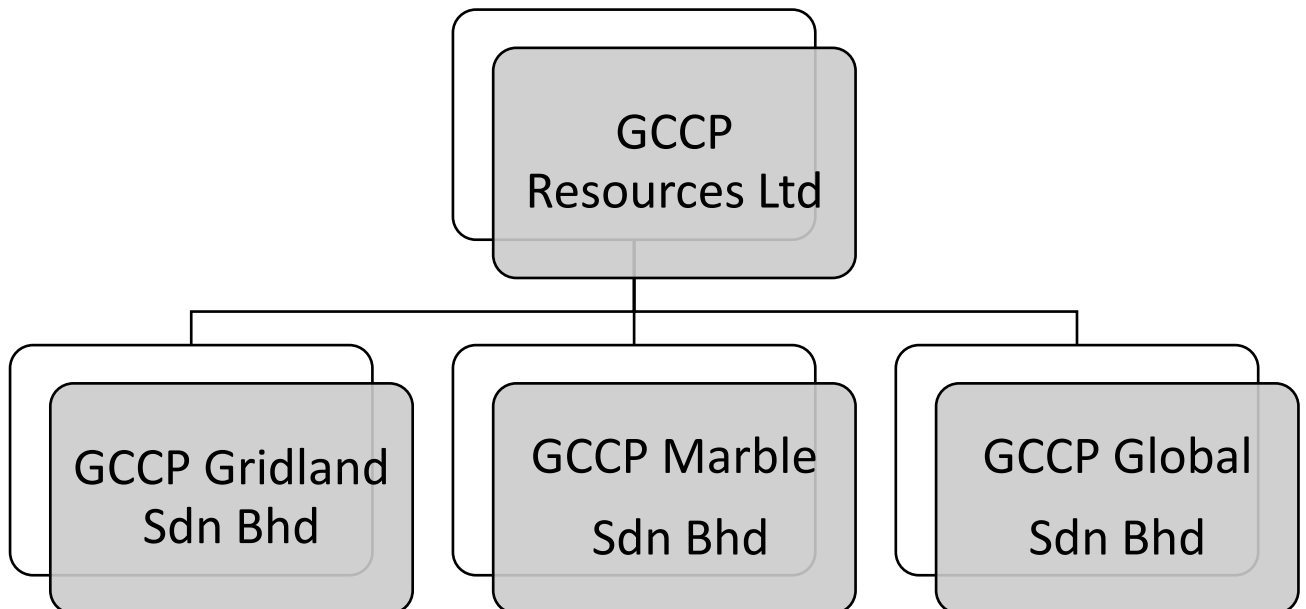 GCCP
Resources Ltd
GCCP Gridland
Sdn Bhd
GCCP Marble
Sdn Bhd
GCCP Global
Sdn Bhd